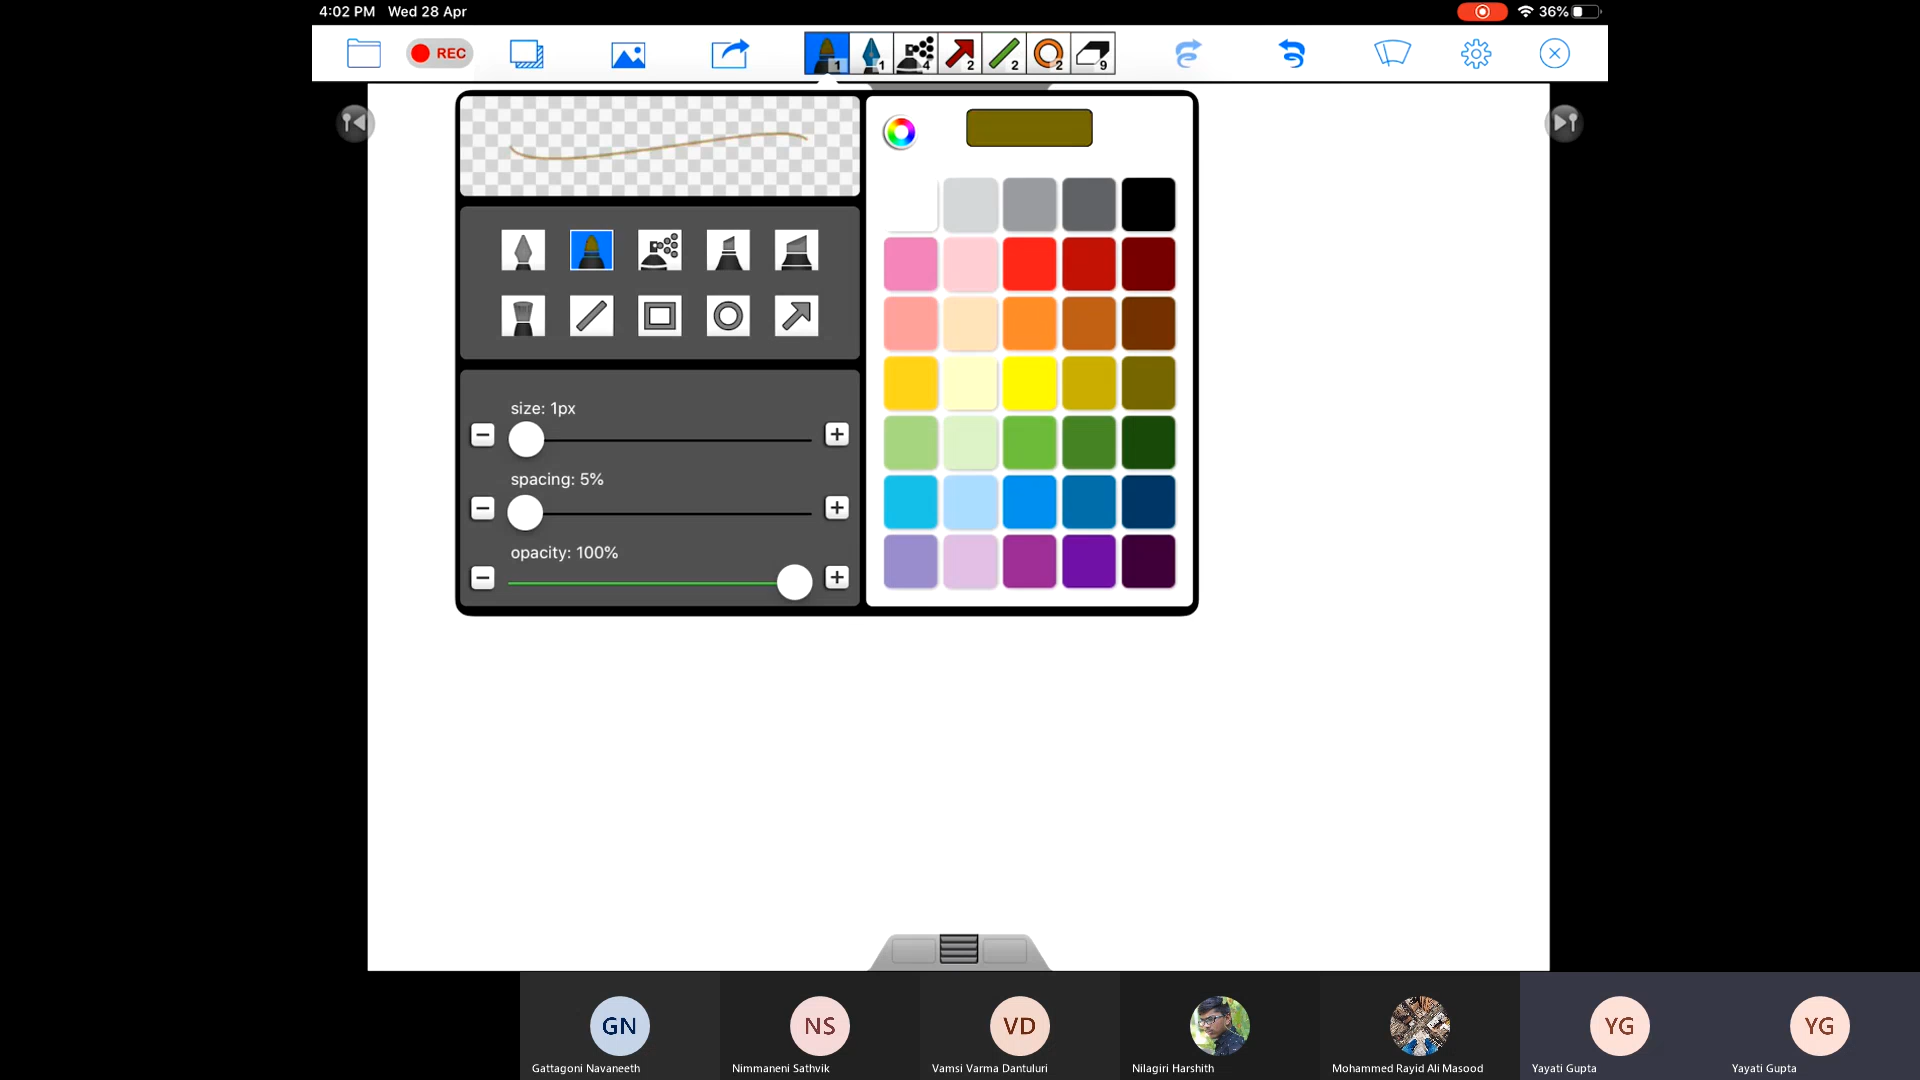 4:02 PM Wed 28 Apr
36%
REC
1
1
4
2
2
2
9
size: 1px
spacing: 5%
opacity: 100%
GN
NS
VD
YG
YG
Gattagoni Navaneeth
Nimmaneni Sathvik
Vamsi Varma Dantuluri
Nilagiri Harshith
Mohammed Rayid Ali Masood
Yayati Gupta
Yayati Gupta